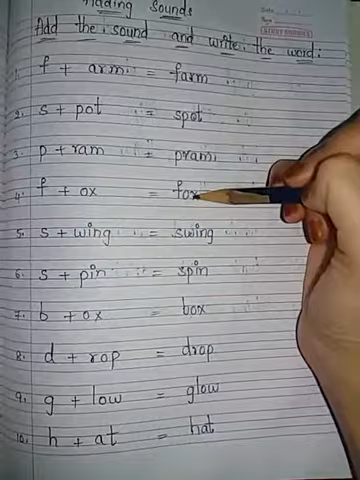 Adding Sounds
Add the sound and write the word:
1. f + arm = farm
2. s + pot = spot
3. p + ram = pram
4. f + ox = fox
5. s + wing = swing
6. s + pin = spin
7. b + ox = box
8. d + rop = drop
9. g + low = glow
10. h + at = hat